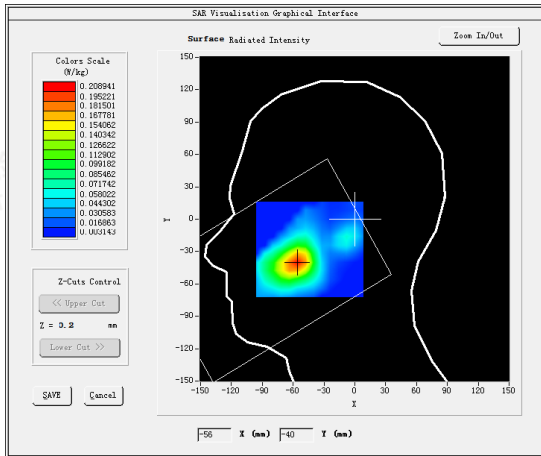 SAR Visualisation Graphical Interface
Surface Radiated Intensity
Zoom In/Out
Colors Scale
(W/kg)
0.208941
0.195221
0.181501
0.167781
0.154062
0.140342
0.126622
0.112902
0.099182
0.085462
0.071742
0.058022
0.044302
0.030583
0.016863
0.003143
150
120
90
60
30
0
-30
-60
-90
-120
-150
Y
-150 -120 -90 -60 -30 0 30 60 90 120 150
X
Z-Cuts Control
<< Upper Cut
Z = 0.2 mm
Lower Cut >>
SAVE Cancel
-56 X (mm) -40 Y (mm)